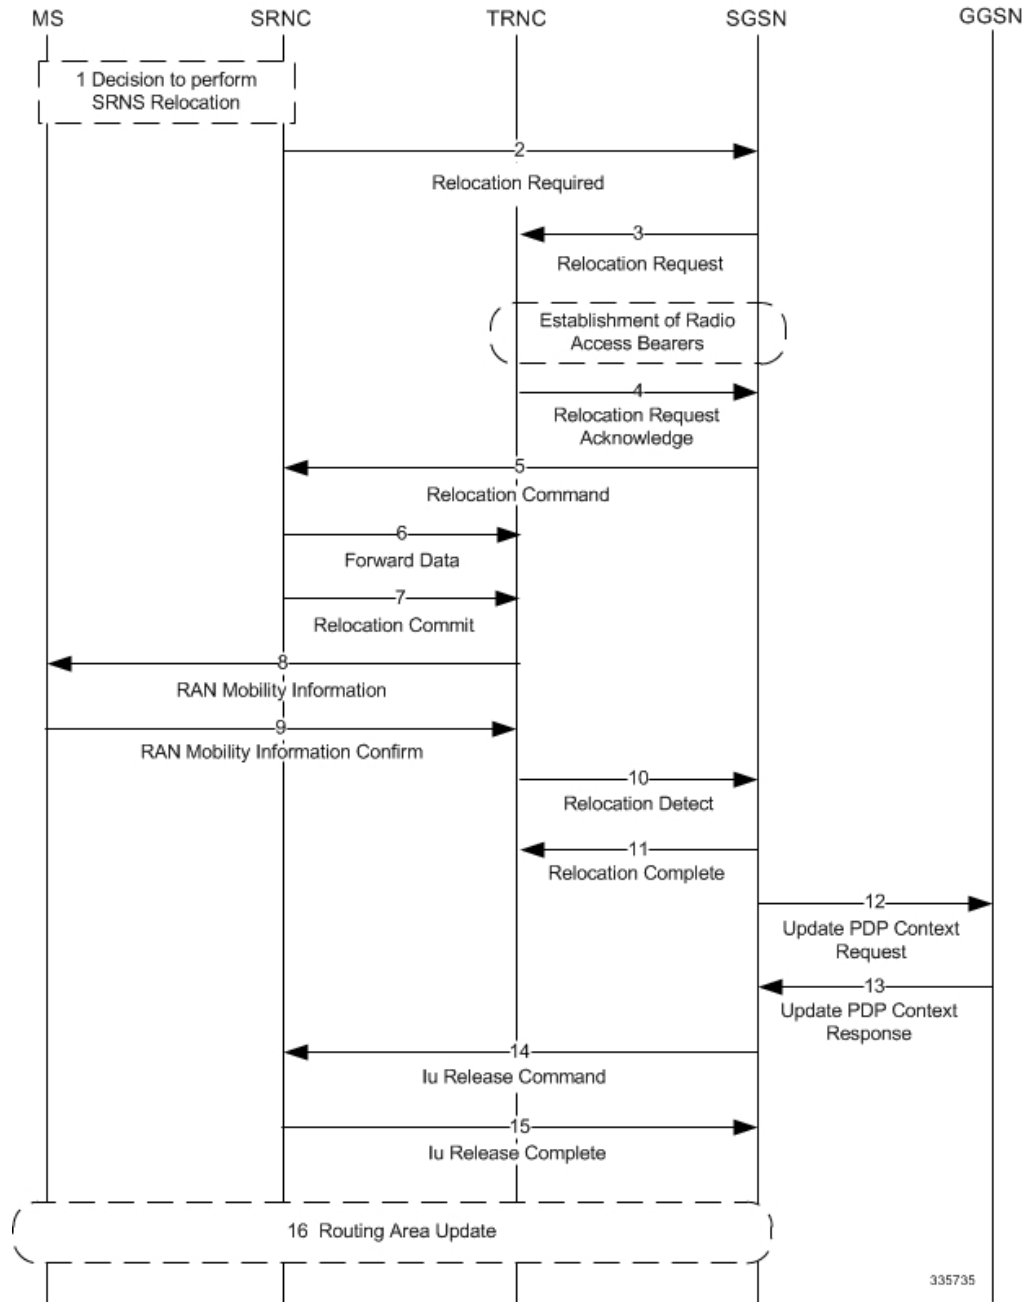 MS SRNC TRNC SGSN GGSN
1 Decision to perform
SRNS Relocation
2
Relocation Required
3
Relocation Request
Establishment of Radio
Access Bearers
4
Relocation Request
Acknowledge
5
Relocation Command
6
Forward Data
7
Relocation Commit
8
RAN Mobility Information
9
RAN Mobility Information Confirm
10
Relocation Detect
11
Relocation Complete
12
Update PDP Context
Request
13
Update PDP Context
Response
14
Iu Release Command
15
Iu Release Complete
16 Routing Area Update
335735